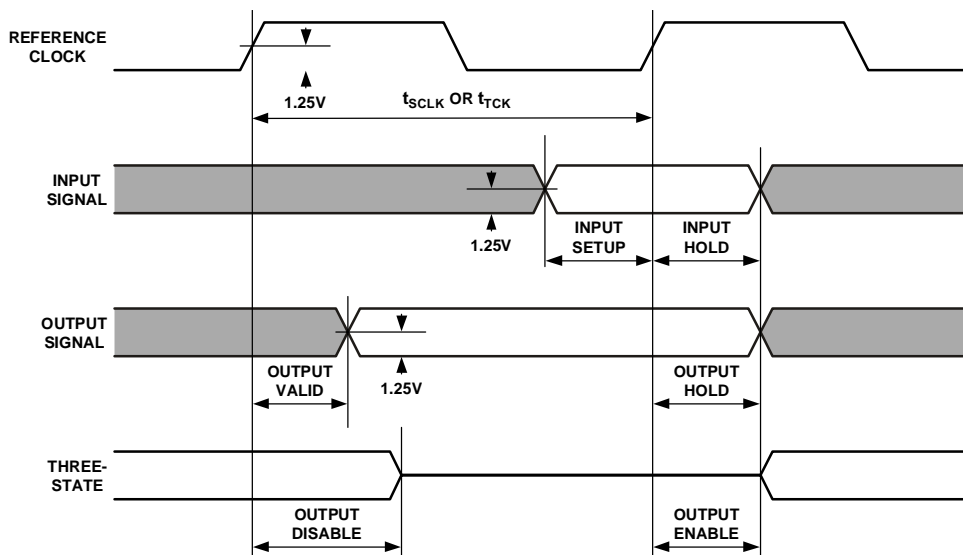 REFERENCE
CLOCK
1.25V
tSCLK OR tTCK
INPUT
SIGNAL
1.25V
INPUT
SETUP
INPUT
HOLD
OUTPUT
SIGNAL
OUTPUT
VALID
1.25V
OUTPUT
HOLD
THREE-
STATE
OUTPUT
DISABLE
OUTPUT
ENABLE